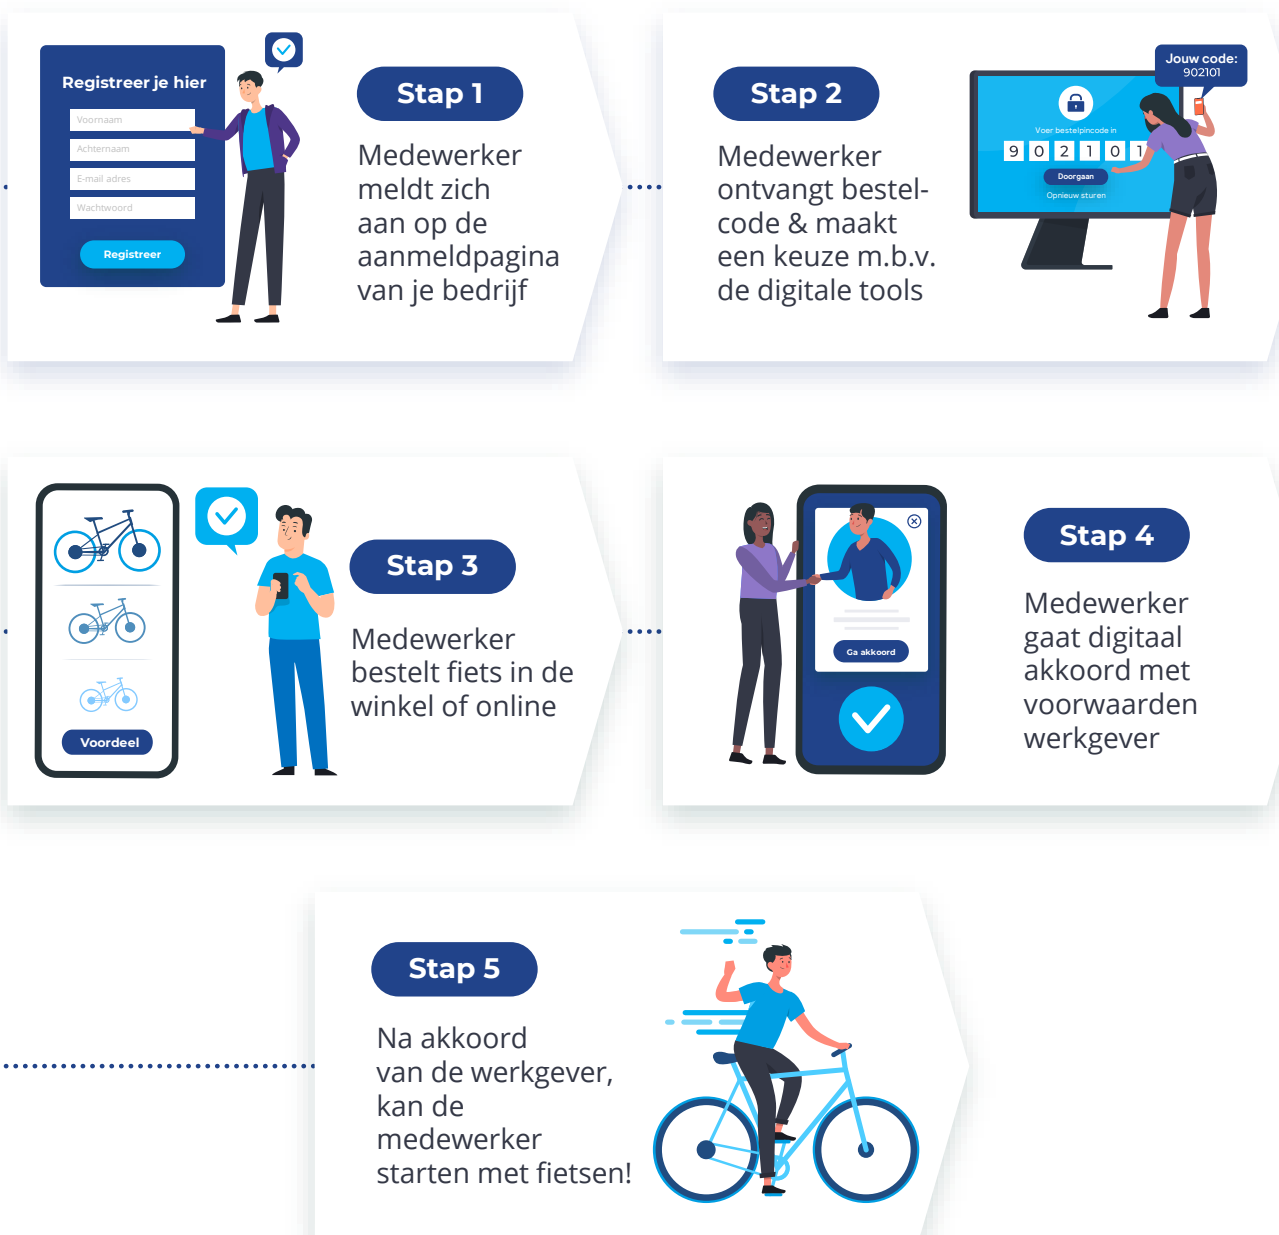 Registreer je hier
Voornaam
Achternaam
E-mail adres
Wachtwoord
Registreer
Stap 1
Medewerker
meldt zich
aan op de
aanmeldpagina
van je bedrijf
Stap 2
Medewerker
ontvangt bestel-
code & maakt
een keuze m.b.v.
de digitale tools
Jouw code:
902101
Voer bestelpincode in
9 0 2 1 0 1
Doorgaan
Opnieuw sturen
Voordeel
Stap 3
Medewerker
bestelt fiets in de
winkel of online
Ga akkoord
Stap 4
Medewerker
gaat digitaal
akkoord met
voorwaarden
werkgever
Stap 5
Na akkoord
van de werkgever,
kan de
medewerker
starten met fietsen!